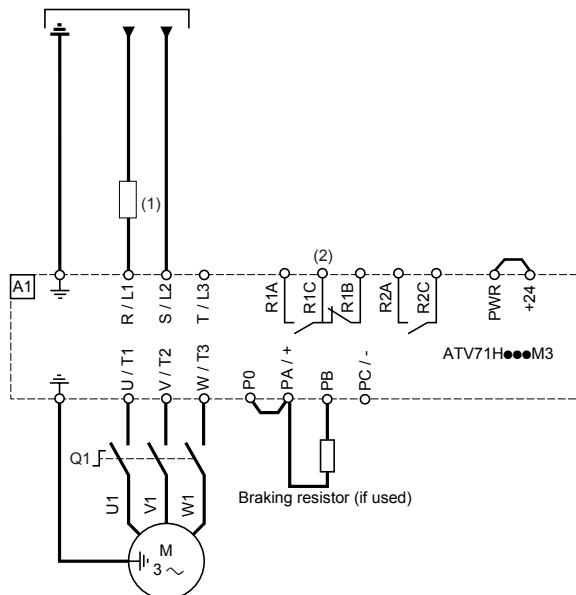 (1)
(2)
A1
R / L1
S / L2
T / L3
R1A
R1C
R1B
R2A
R2C
PWR
+24
ATV71H●●●M3
U / T1
V / T2
W / T3
P0
PA / +
PB
PC / -
Q1
U1
V1
W1
Braking resistor (if used)
M
3 ~